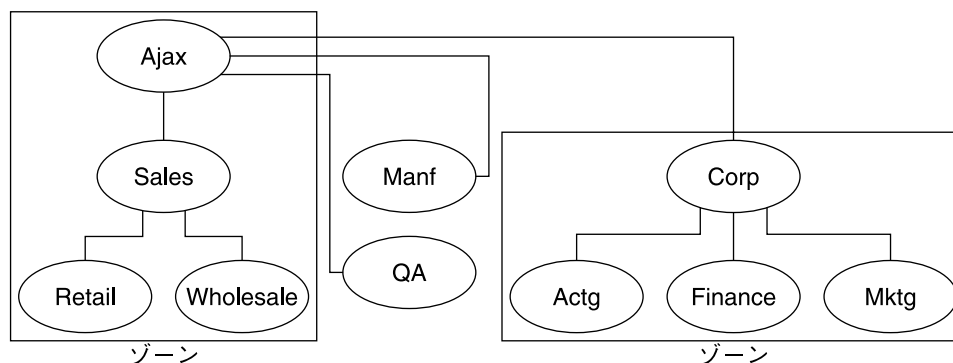 Ajax
Sales
Manf
Corp
QA
Retail
Wholesale
Actg
Finance
Mktg
ゾーン
ゾーン